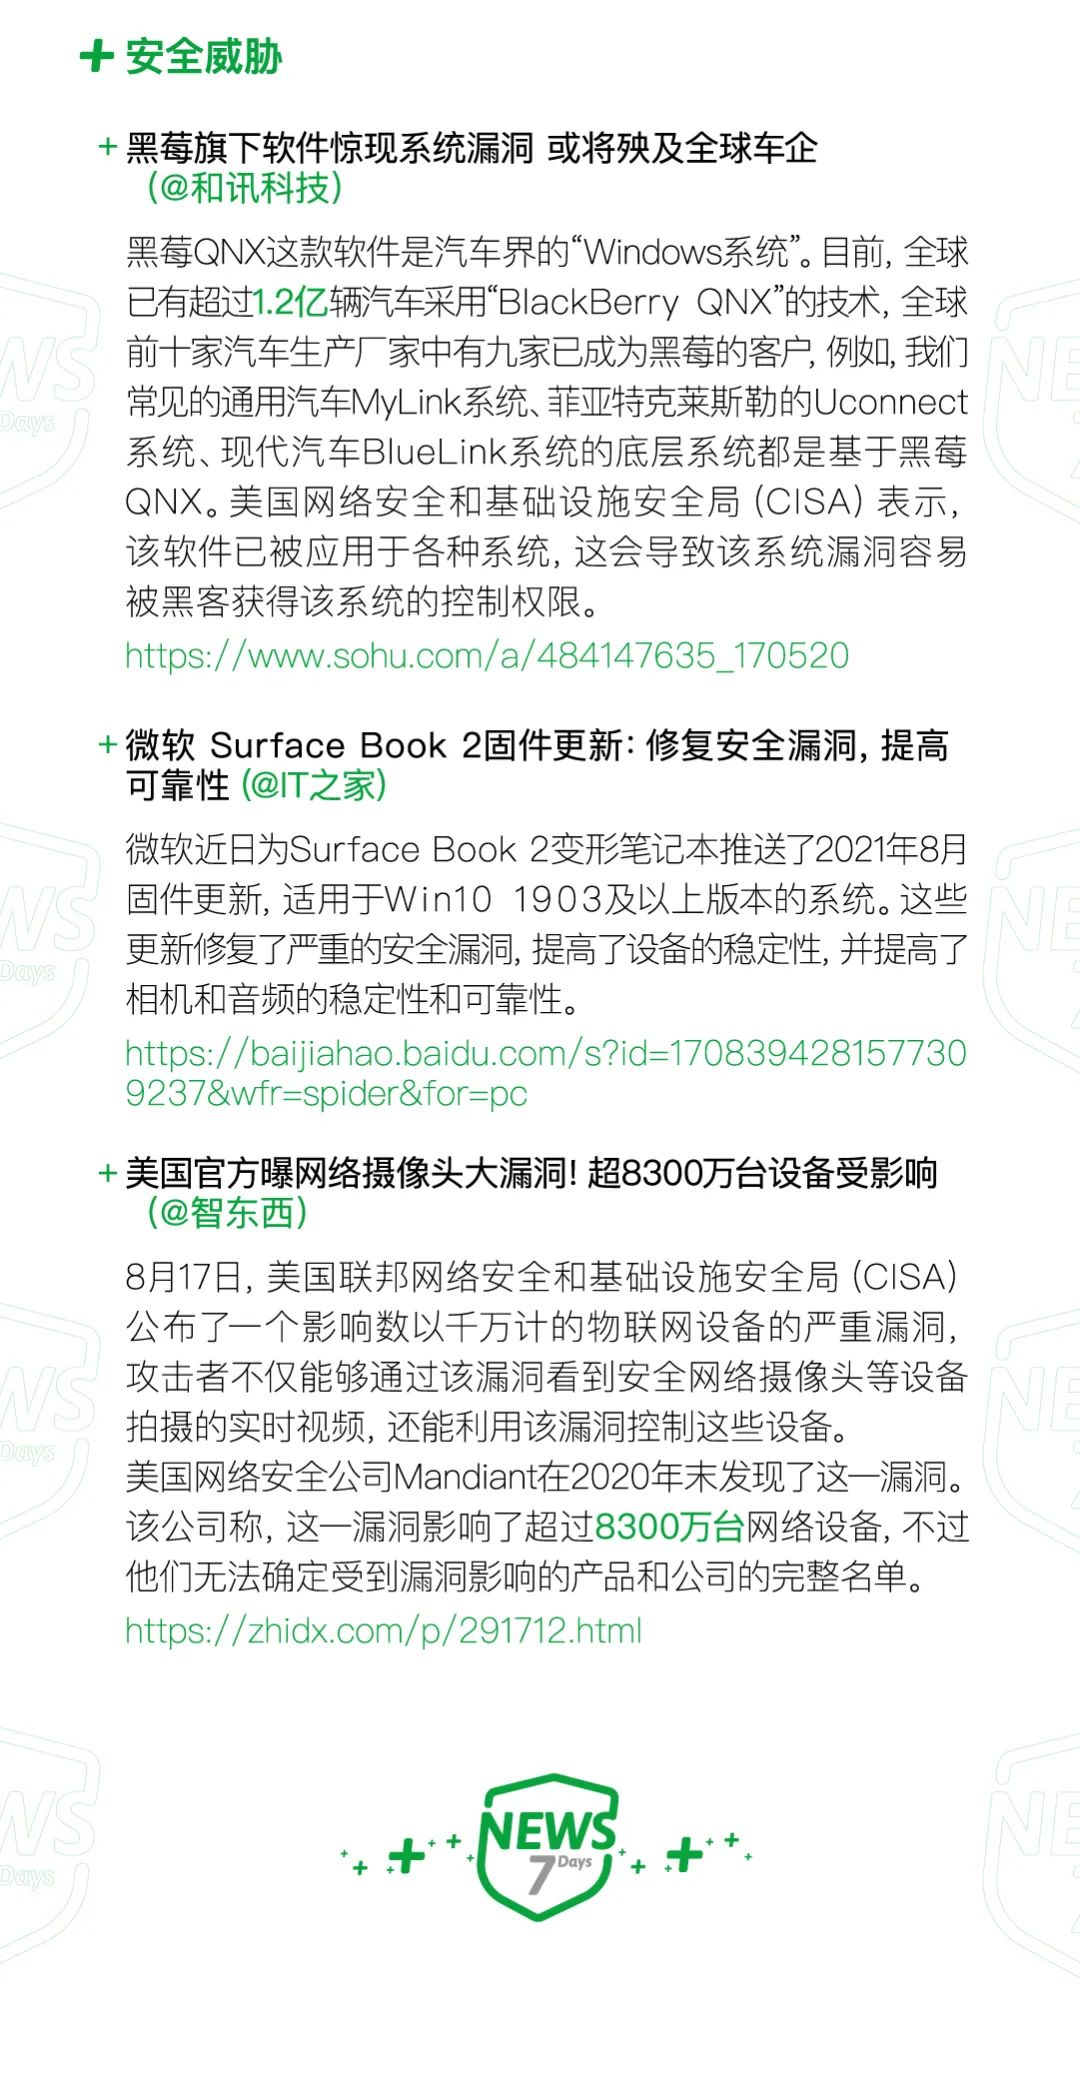 安全威胁
+ 黑莓旗下软件惊现系统漏洞 或将殃及全球车企
（@和讯科技）
黑莓QNX这款软件是汽车界的“Windows系统”。目前, 全球
已有超过1.2亿辆汽车采用“BlackBerry QNX”的技术, 全球
前十家汽车生产厂家中有九家已成为黑莓的客户, 例如, 我们
常见的通用汽车MyLink系统、菲亚特克莱斯勒的Uconnect
系统、现代汽车BlueLink系统的底层系统都是基于黑莓
QNX。美国网络安全和基础设施安全局（CISA）表示,
该软件已被应用于各种系统, 这会导致该系统漏洞容易
被黑客获得该系统的控制权限。
https://www.sohu.com/a/484147635_170520
+ 微软 Surface Book 2固件更新: 修复安全漏洞, 提高
可靠性 (@IT之家)
微软近日为Surface Book 2变形笔记本推送了2021年8月
固件更新, 适用于Win10 1903及以上版本的系统。这些
更新修复了严重的安全漏洞, 提高了设备的稳定性, 并提高了
相机和音频的稳定性和可靠性。
https://baijiahao.baidu.com/s?id=170839428157730
9237&wfr=spider&for=pc
+ 美国官方曝网络摄像头大漏洞! 超8300万台设备受影响
（@智东西）
8月17日, 美国联邦网络安全和基础设施安全局（CISA）
公布了一个影响数以千万计的物联网设备的严重漏洞,
攻击者不仅能够通过该漏洞看到安全网络摄像头等设备
拍摄的实时视频, 还能利用该漏洞控制这些设备。
美国网络安全公司Mandiant在2020年末发现了这一漏洞。
该公司称, 这一漏洞影响了超过8300万台网络设备, 不过
他们无法确定受到漏洞影响的产品和公司的完整名单。
https://zhidx.com/p/291712.html
NEWS
7 Days